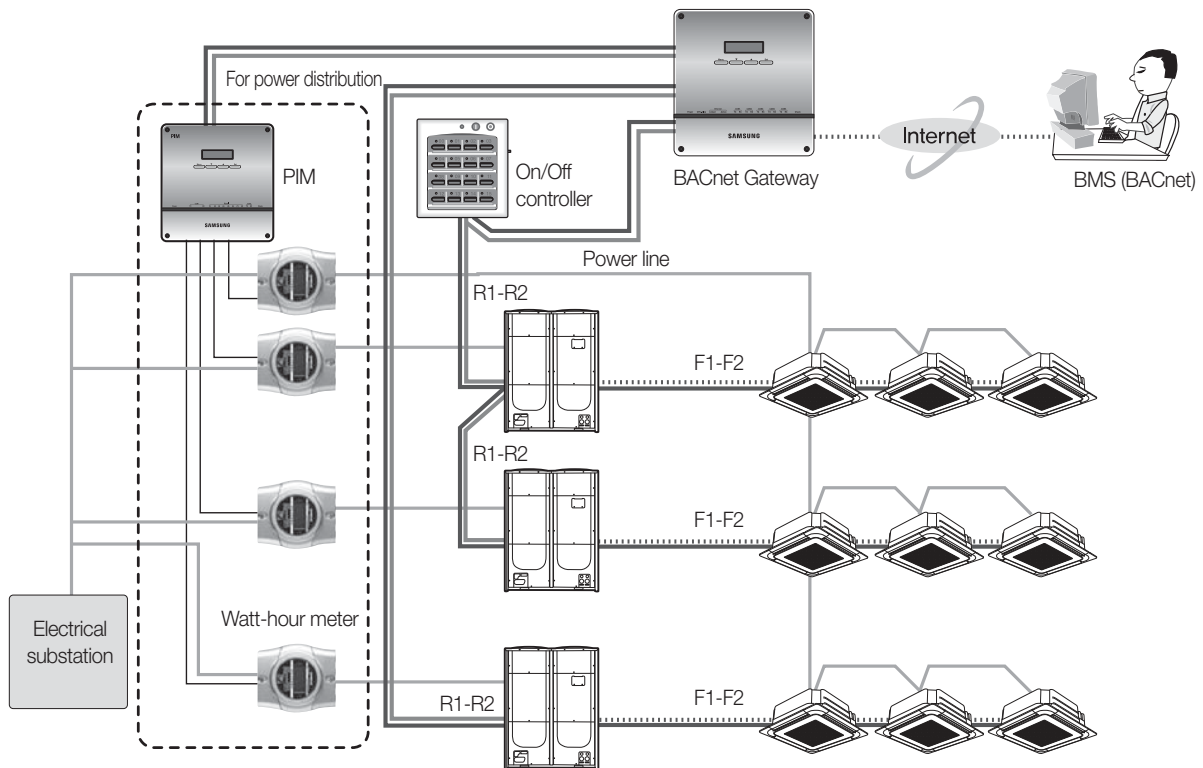 For power distribution
PIM
SAMSUNG
PIM
On/Off
controller
SAMSUNG
BACnet Gateway
Internet
BMS (BACnet)
Power line
R1-R2
F1-F2
R1-R2
F1-F2
Electrical
substation
Watt-hour meter
R1-R2
F1-F2